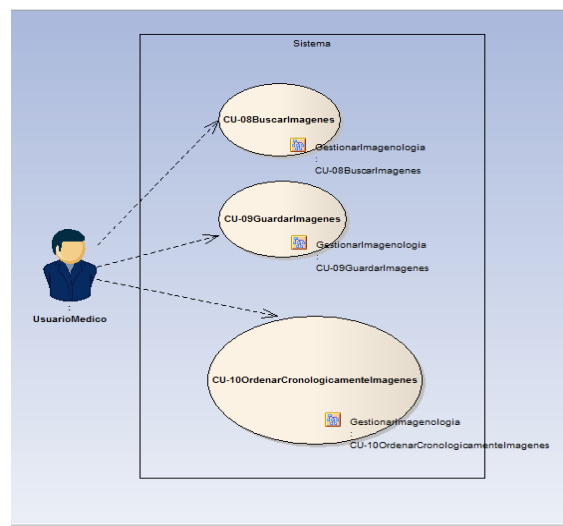 Sistema
CU-08BuscarImagenes
GestionarImagenologia
:
CU-08BuscarImagenes
CU-09GuardarImagenes
GestionarImagenologia
:
CU-09GuardarImagenes
:
UsuarioMedico
CU-10OrdenarCronologicamenteImagenes
GestionarImagenologia
:
CU-10OrdenarCronologicamenteImagenes